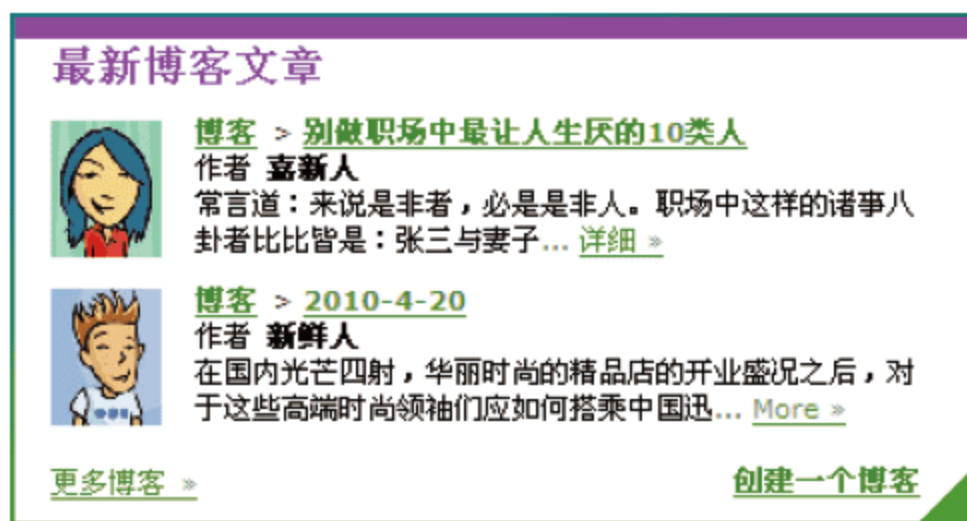 最新博客文章
博客 > 别做职场中最让人生厌的10类人
作者 嘉新人
常言道：来说是非者，必是是非人。职场中这样的诸事八
卦者比比皆是：张三与妻子... 详细 »
博客 > 2010-4-20
作者 新鲜人
在国内光芒四射，华丽时尚的精品店的开业盛况之后，对
于这些高端时尚领袖们应如何搭乘中国迅... More »
更多博客 »
创建一个博客